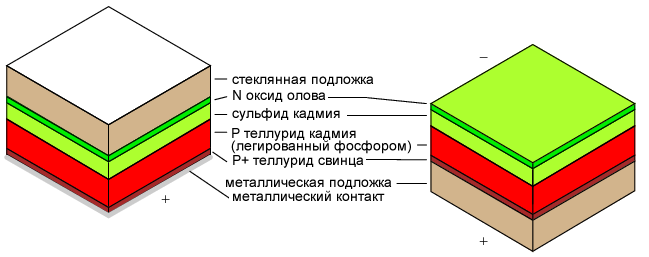 стеклянная подложка
N оксид олова
сульфид кадмия
P теллурид кадмия
(легированный фосфором)
P+ теллурид свинца
металлическая подложка
металлический контакт
+
−
+